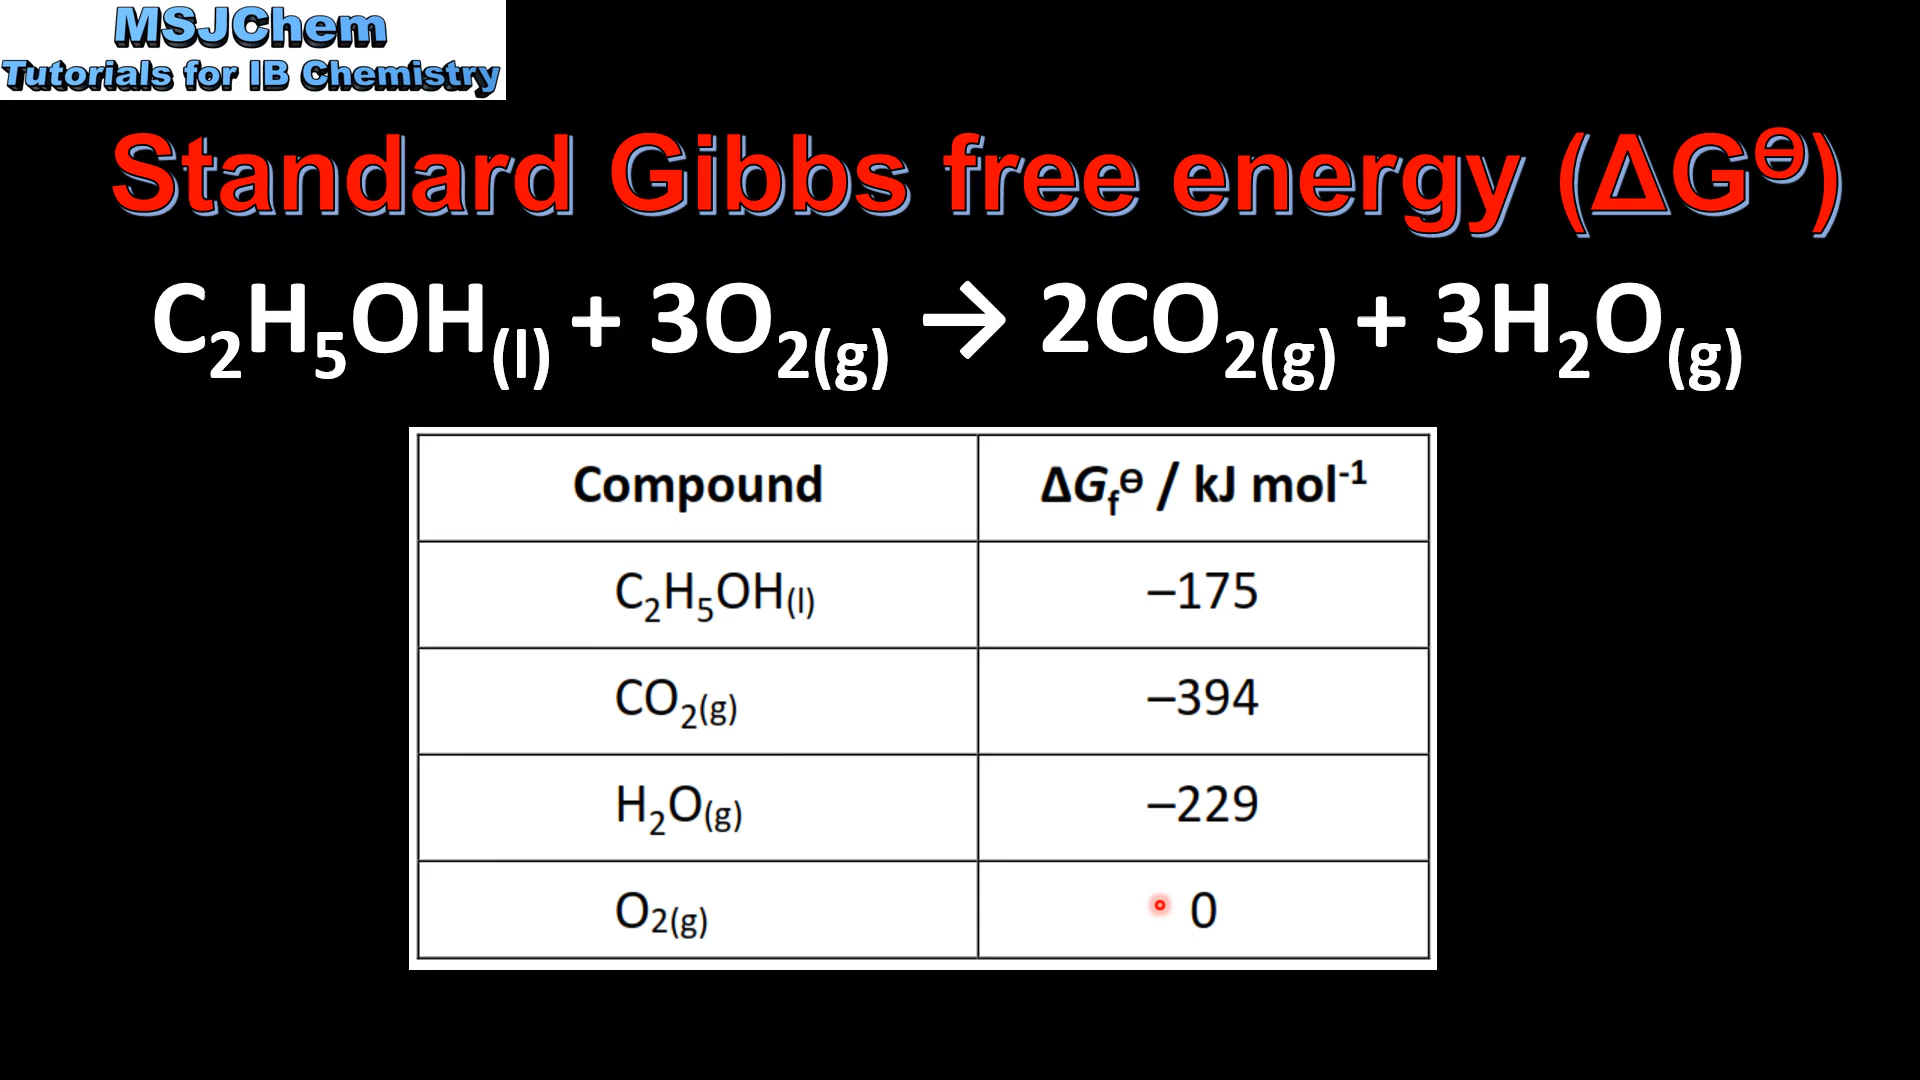 MSJChem
Tutorials for IB Chemistry
Standard Gibbs free energy (ΔG⊖)
C₂H₅OH(l) + 3O₂(g) → 2CO₂(g) + 3H₂O(g)
Compound ΔGf⊖ / kJ mol⁻¹
C₂H₅OH(l) –175
CO₂(g) –394
H₂O(g) –229
O₂(g) 0